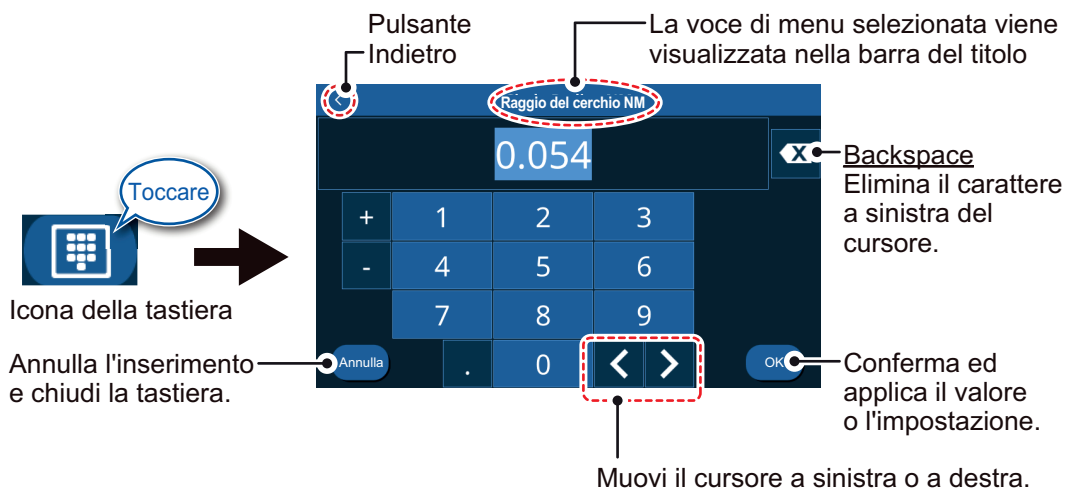 Pulsante
Indietro
La voce di menu selezionata viene
visualizzata nella barra del titolo
Raggio del cerchio NM
0.054
X
Backspace
Elimina il carattere
a sinistra del
cursore.
Toccare
Icona della tastiera
+ 1 2 3
- 4 5 6
7 8 9
Annulla . 0 < > OK
Annulla l'inserimento
e chiudi la tastiera.
Conferma ed
applica il valore
o l'impostazione.
Muovi il cursore a sinistra o a destra.